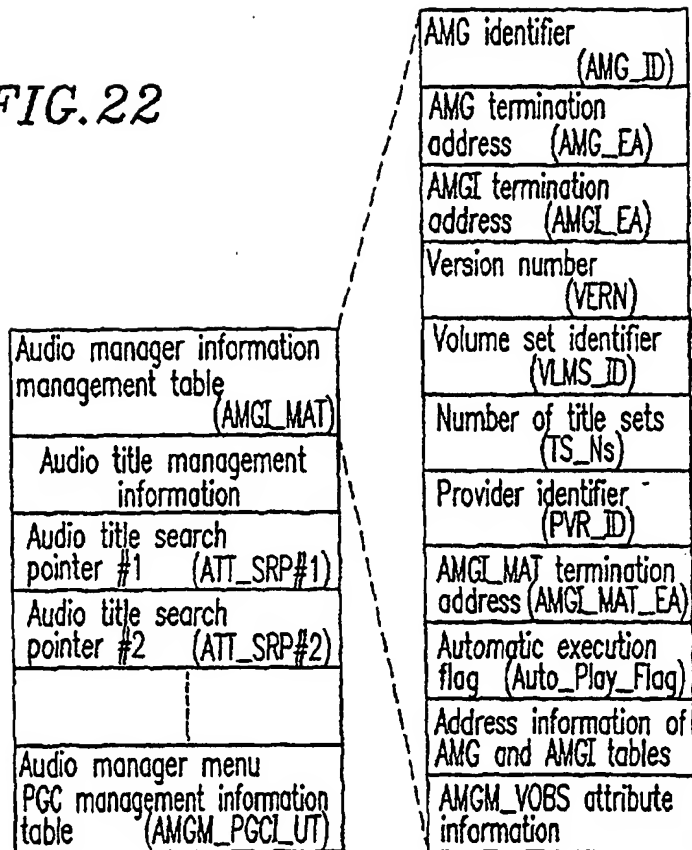 FIG. 22
Audio manager information
management table
(AMGI_MAT)
Audio title management
information
Audio title search
pointer #1 (ATT_SRP#1)
Audio title search
pointer #2 (ATT_SRP#2)
Audio manager menu
PGC management information
table (AMGM_PGCI_UT)
AMG identifier
(AMG_ID)
AMG termination
address (AMG_EA)
AMGI termination
address (AMGI_EA)
Version number
(VERN)
Volume set identifier
(VLMS_ID)
Number of title sets
(TS_Ns)
Provider identifier
(PVR_ID)
AMGI_MAT termination
address (AMGI_MAT_EA)
Automatic execution
flag (Auto_Play_Flag)
Address information of
AMG and AMGI tables
AMGM_VOBS attribute
information